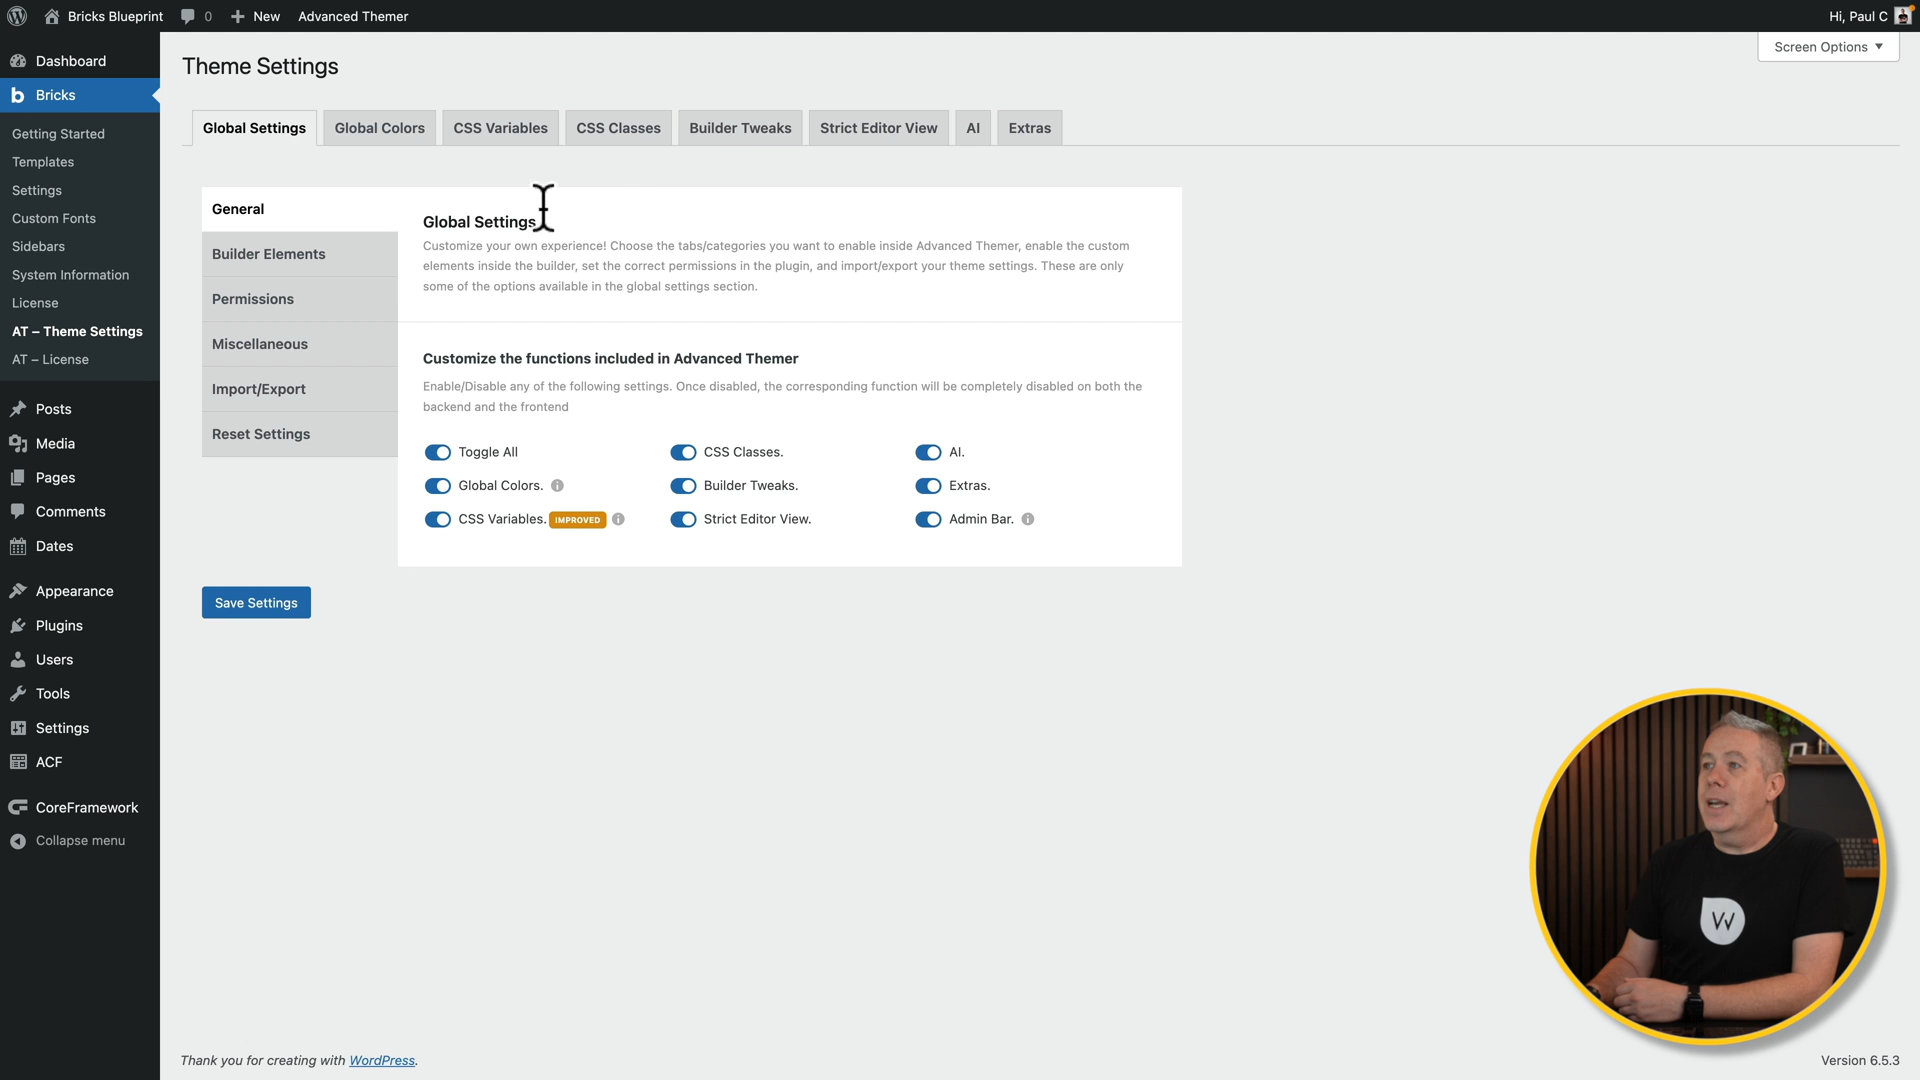 Bricks Blueprint 0 New Advanced Themer Hi, Paul C
Screen Options
Theme Settings
Dashboard
Bricks
Getting Started
Templates
Settings
Custom Fonts
Sidebars
System Information
License
AT – Theme Settings
AT – License
Posts
Media
Pages
Comments
Dates
Appearance
Plugins
Users
Tools
Settings
ACF
CoreFramework
Collapse menu
Global Settings Global Colors CSS Variables CSS Classes Builder Tweaks Strict Editor View AI Extras
General
Builder Elements
Permissions
Miscellaneous
Import/Export
Reset Settings
Global Settings
Customize your own experience! Choose the tabs/categories you want to enable inside Advanced Themer, enable the custom
elements inside the builder, set the correct permissions in the plugin, and import/export your theme settings. These are only
some of the options available in the global settings section.
Customize the functions included in Advanced Themer
Enable/Disable any of the following settings. Once disabled, the corresponding function will be completely disabled on both the
backend and the frontend
Toggle All CSS Classes. AI.
Global Colors. Builder Tweaks. Extras.
CSS Variables. IMPROVED Strict Editor View. Admin Bar.
Save Settings
W
Thank you for creating with WordPress. Version 6.5.3